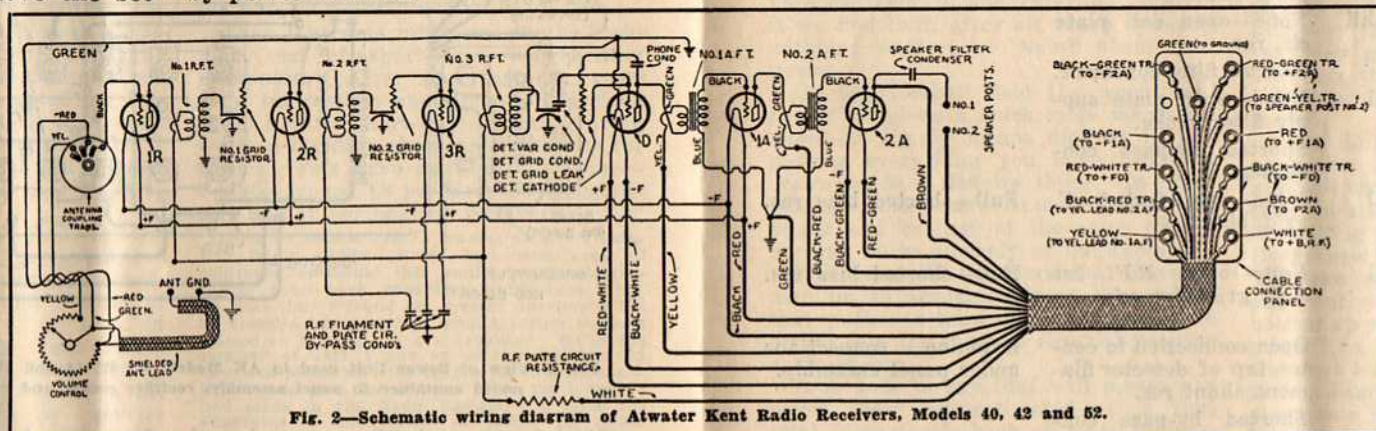 GREEN
RED
YEL.
BLACK
ANTENNA
COUPLING
TRANS.
YELLOW
RED
GREEN.
ANT. GND.
SHIELDED
ANT. LEAD
VOLUME
CONTROL
NO. 1 R.F.T.
1R
+F
NO. 1 GRID
RESISTOR
NO. 2 R.F.T.
2R
-F
+F
NO. 2 GRID
RESISTOR
3R
-F
+F
NO. 3 R.F.T.
R.F. FILAMENT
AND PLATE CIR.
BY-PASS COND'S
DET. VAR COND
DET GRID COND.
DET. GRID LEAK
DET. CATHODE
PHONE
COND
D
+F
-F
GREEN
YEL.
NO. 1 A.F.T.
BLACK
BLUE
1A
-F
+F
GREEN
YEL.
NO. 2 A.F.T.
BLACK
BLUE
2A
-F
SPEAKER FILTER
CONDENSER
NO.1
NO.2
SPEAKER POSTS.
RED-WHITE
BLACK-WHITE
YELLOW
BLACK
RED
GREEN
BLACK-RED
BLACK-GREEN
RED-GREEN
BROWN
R.F. PLATE CIRCUIT
RESISTANCE
WHITE
GREEN (TO GROUND)
BLACK-GREEN TR.
(TO -F2A)
RED-GREEN TR.
(TO +F2A)
GREEN-YEL. TR.
(TO SPEAKER POST NO. 2)
BLACK
(TO -F1A)
RED
(TO +F1A)
RED-WHITE TR.
(TO +FD)
BLACK-WHITE TR.
(TO -FD)
BLACK-RED TR.
(TO YEL. LEAD NO. 2 A.F)
BROWN
(TO P2A)
YELLOW
(TO YEL. LEAD NO. 1 A.F)
WHITE
(TO + B, R.F.)
CABLE
CONNECTION
PANEL
Fig. 2—Schematic wiring diagram of Atwater Kent Radio Receivers, Models 40, 42 and 52.